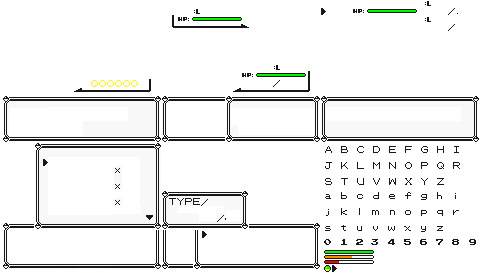 :L
HP:
:L
HP: /.
:L
/
:L
HP:
/
×
×
×
TYPE/
/.
A B C D E F G H I
J K L M N O P Q R
S T U V W X Y Z
a b c d e f g h i
j k l m n o p q r
s t u v w x y z
0 1 2 3 4 5 6 7 8 9